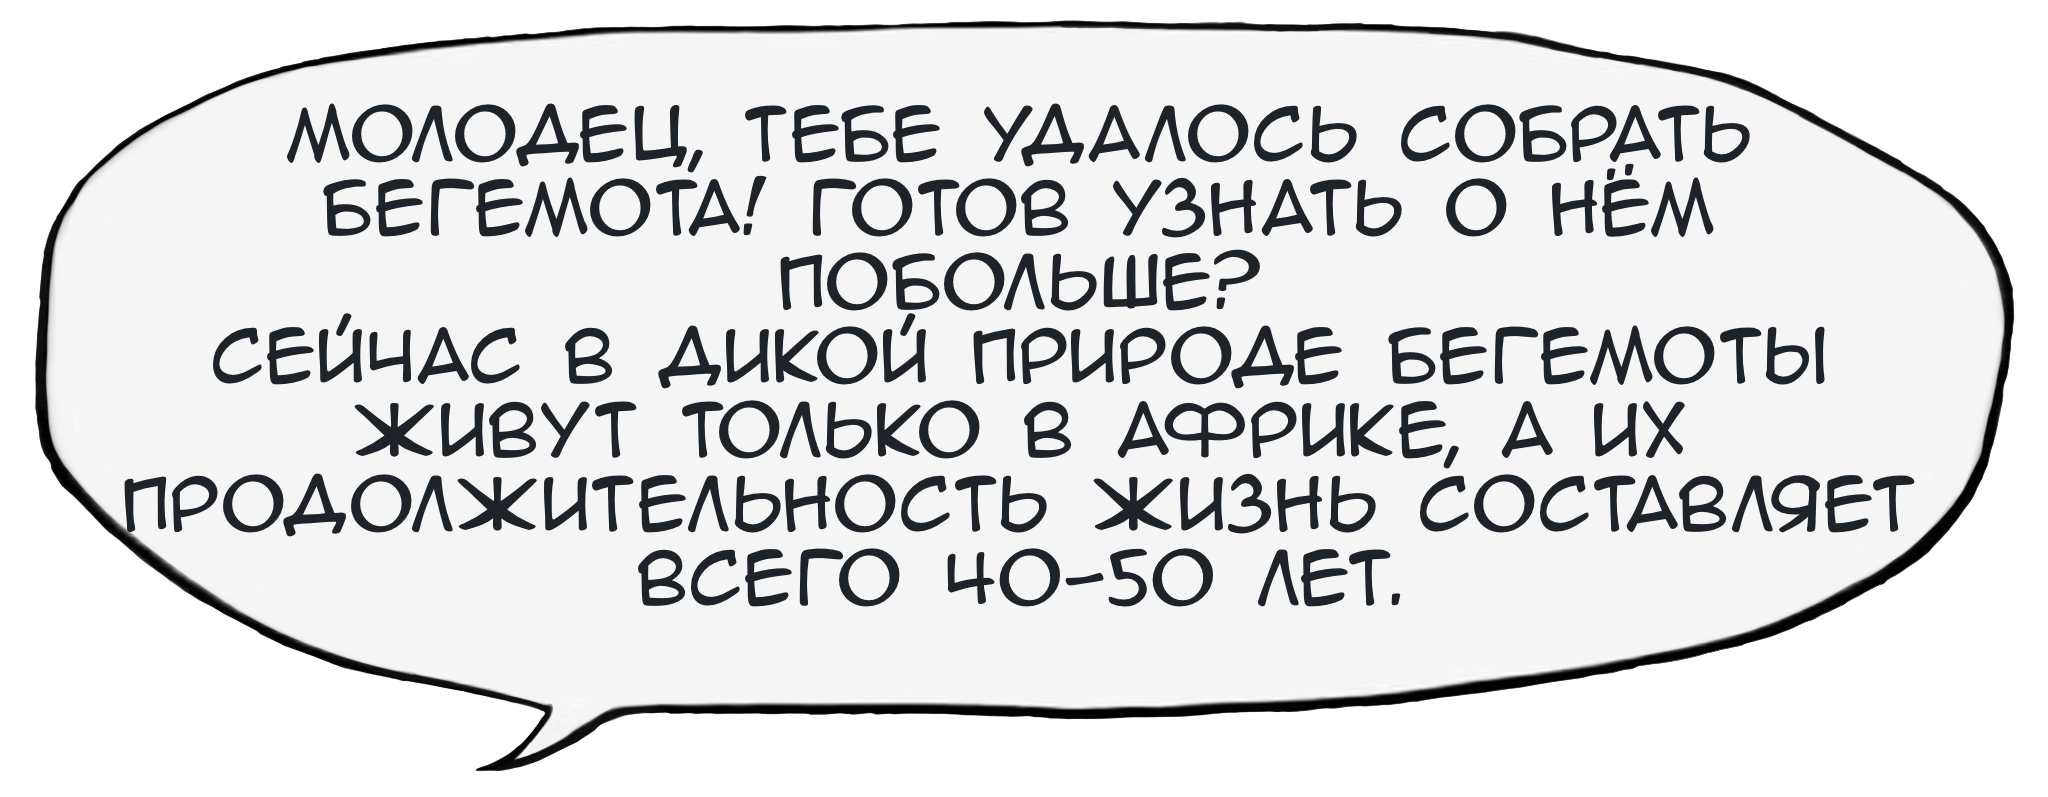 МОЛОДЕЦ, ТЕБЕ УДАЛОСЬ СОБРАТЬ
БЕГЕМОТА! ГОТОВ УЗНАТЬ О НЁМ
ПОБОЛЬШЕ?
СЕЙЧАС В ДИКОЙ ПРИРОДЕ БЕГЕМОТЫ
ЖИВУТ ТОЛЬКО В АФРИКЕ, А ИХ
ПРОДОЛЖИТЕЛЬНОСТЬ ЖИЗНЬ СОСТАВЛЯЕТ
ВСЕГО 40-50 ЛЕТ.